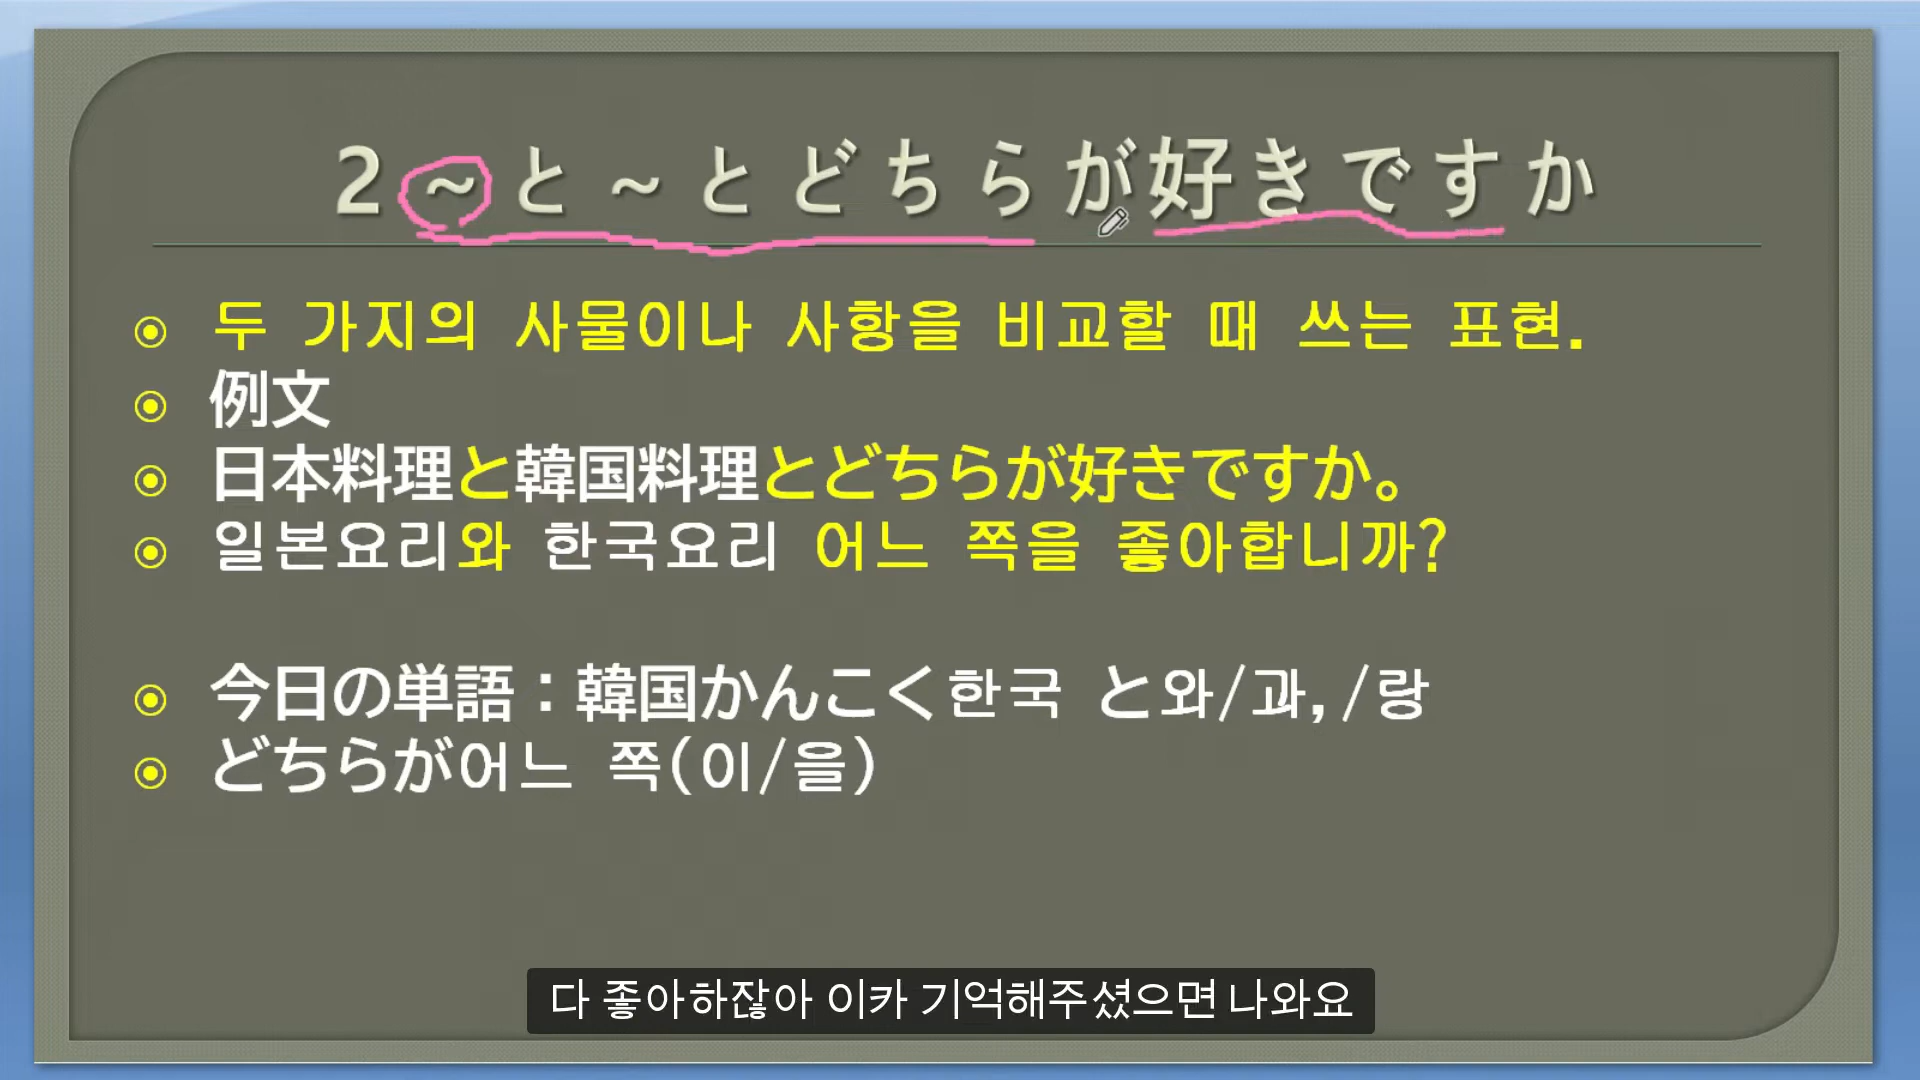 2～と～とどちらが好きですか
두 가지의 사물이나 사항을 비교할 때 쓰는 표현.
例文
日本料理と韓国料理とどちらが好きですか。
일본요리와 한국요리 어느 쪽을 좋아합니까?
今日の単語：韓国かんこく한국 と와/과,/랑
どちらが어느 쪽(이/을)
다 좋아하잖아 이카 기억해주셨으면 나와요